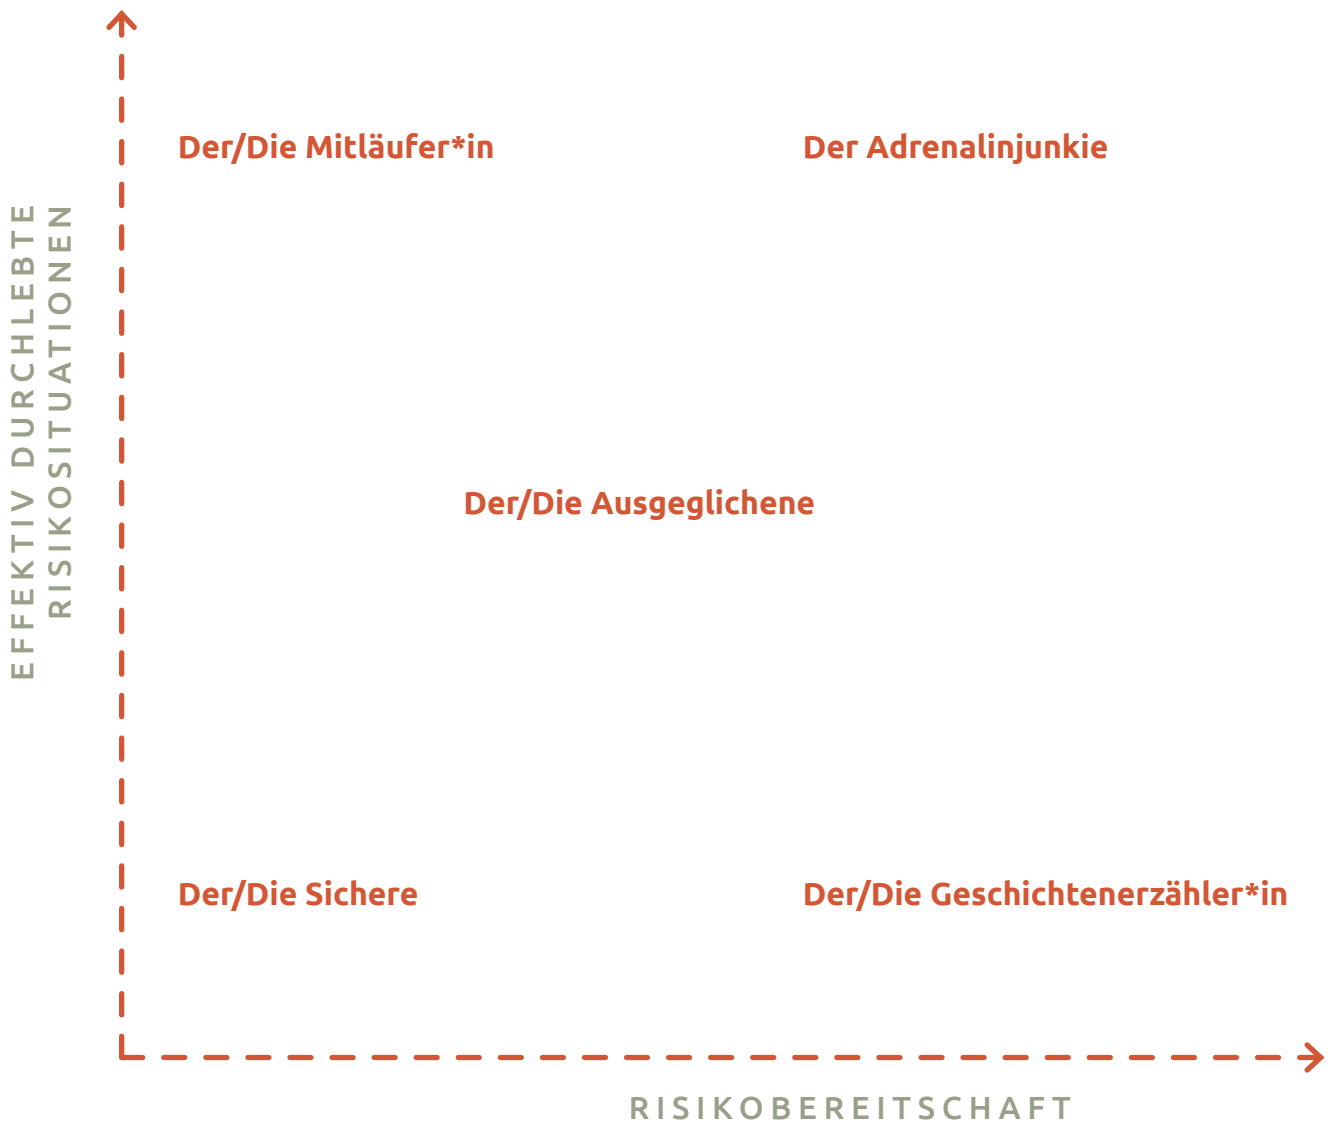 EFFEKTIV DURCHLEBTE
RISIKOSITUATIONEN
Der/Die Mitläufer*in
Der Adrenalinjunkie
Der/Die Ausgeglichene
Der/Die Sichere
Der/Die Geschichtenerzähler*in
RISIKOBEREITSCHAFT